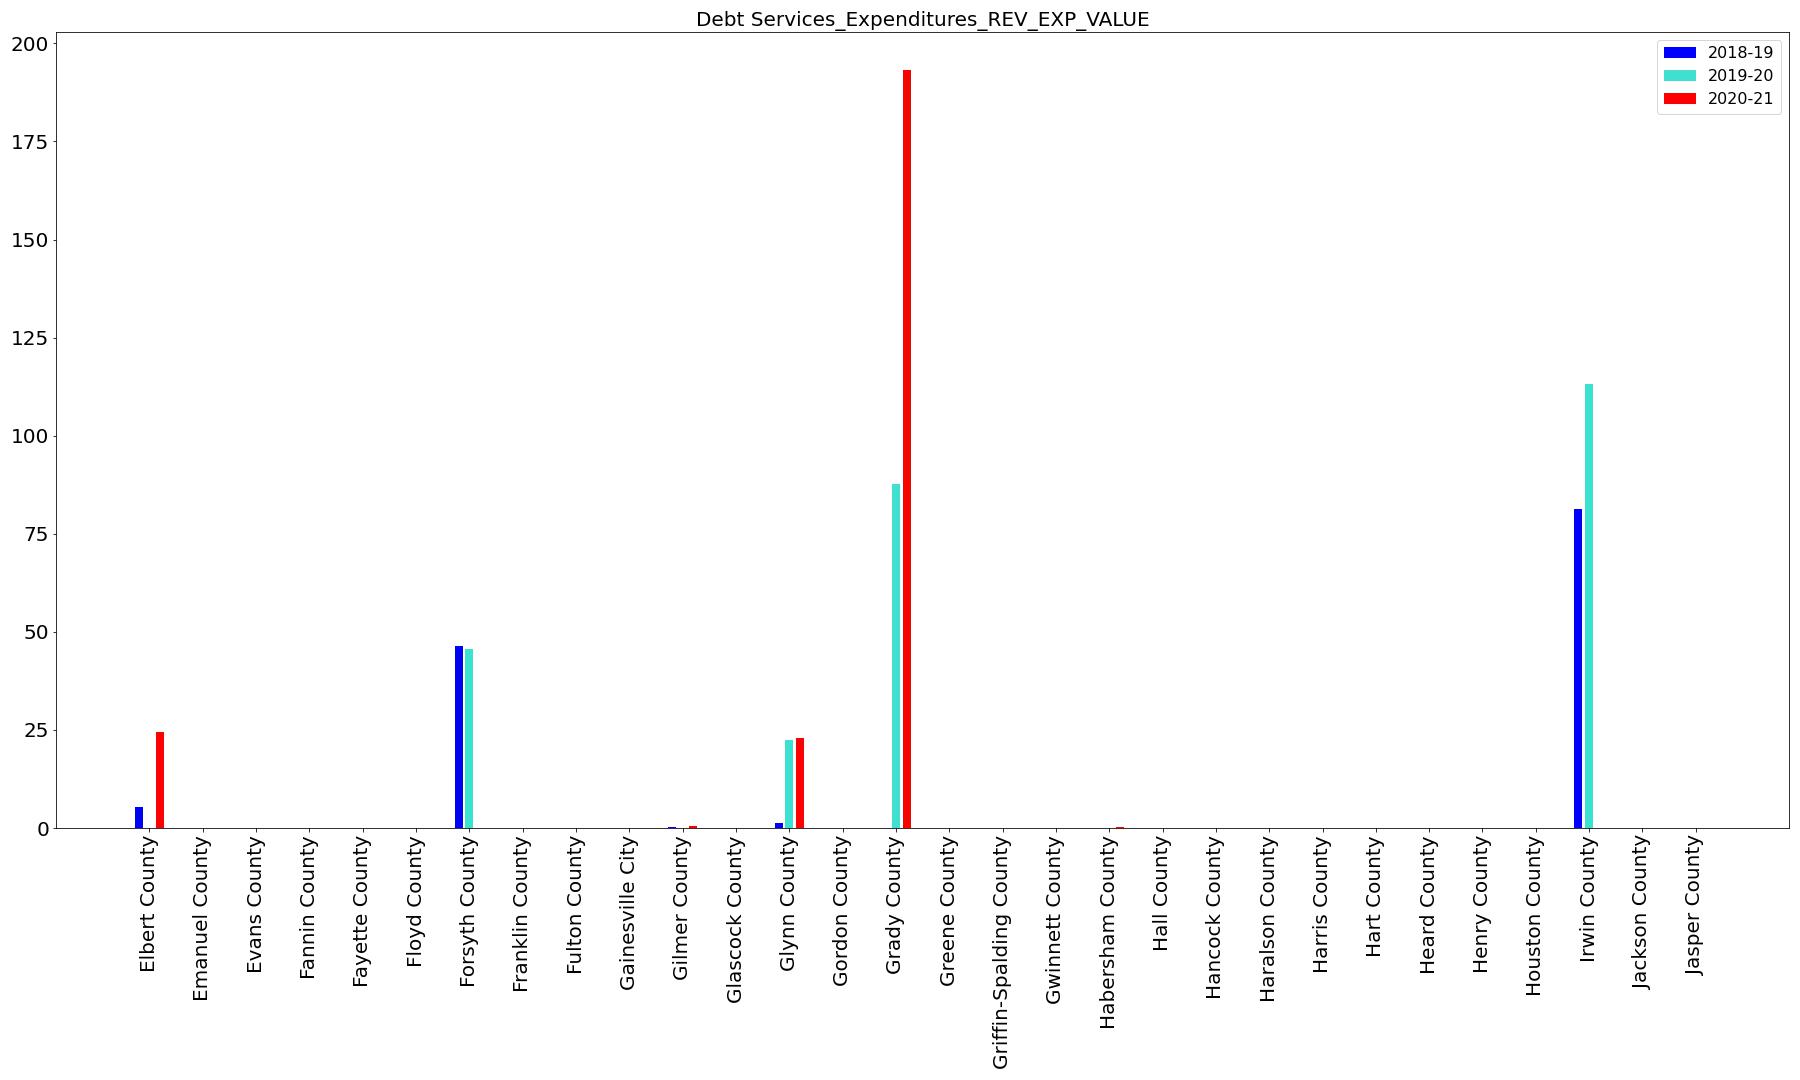 Debt Services_Expenditures_REV_EXP_VALUE
2018-19
2019-20
2020-21
200
175
150
125
100
75
50
25
0
Elbert County
Emanuel County
Evans County
Fannin County
Fayette County
Floyd County
Forsyth County
Franklin County
Fulton County
Gainesville City
Gilmer County
Glascock County
Glynn County
Gordon County
Grady County
Greene County
Griffin-Spalding County
Gwinnett County
Habersham County
Hall County
Hancock County
Haralson County
Harris County
Hart County
Heard County
Henry County
Houston County
Irwin County
Jackson County
Jasper County